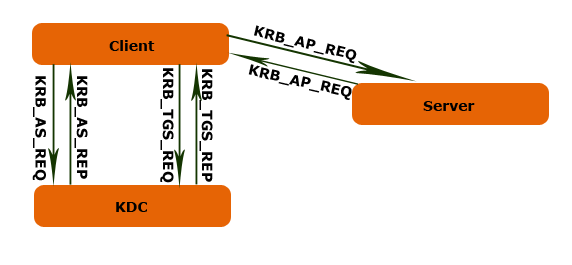 Client
KRB_AP_REQ
KRB_AP_REQ
Server
KRB_AS_REQ
KRB_AS_REP
KRB_TGS_REQ
KRB_TGS_REP
KDC